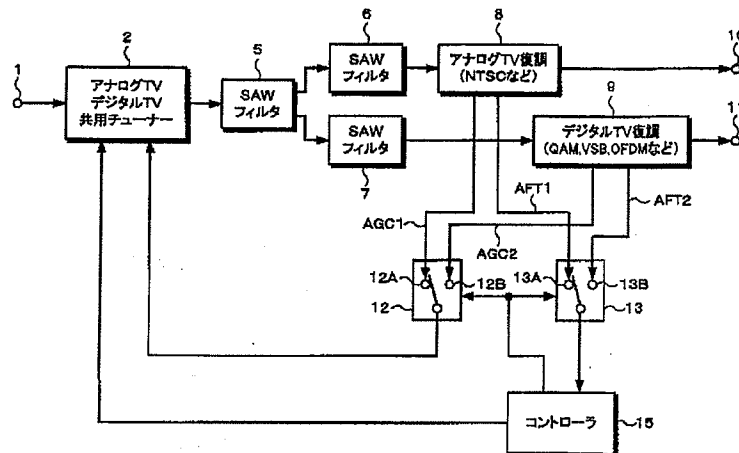 1
2
アナログTV
デジタルTV
共用チューナー
5
SAW
フィルタ
6
SAW
フィルタ
7
SAW
フィルタ
8
アナログTV復調
(NTSCなど)
9
デジタルTV復調
(QAM,VSB,OFDMなど)
10
11
AGC1
AGC2
AFT1
AFT2
12A
12B
12
13A
13B
13
コントローラ
15